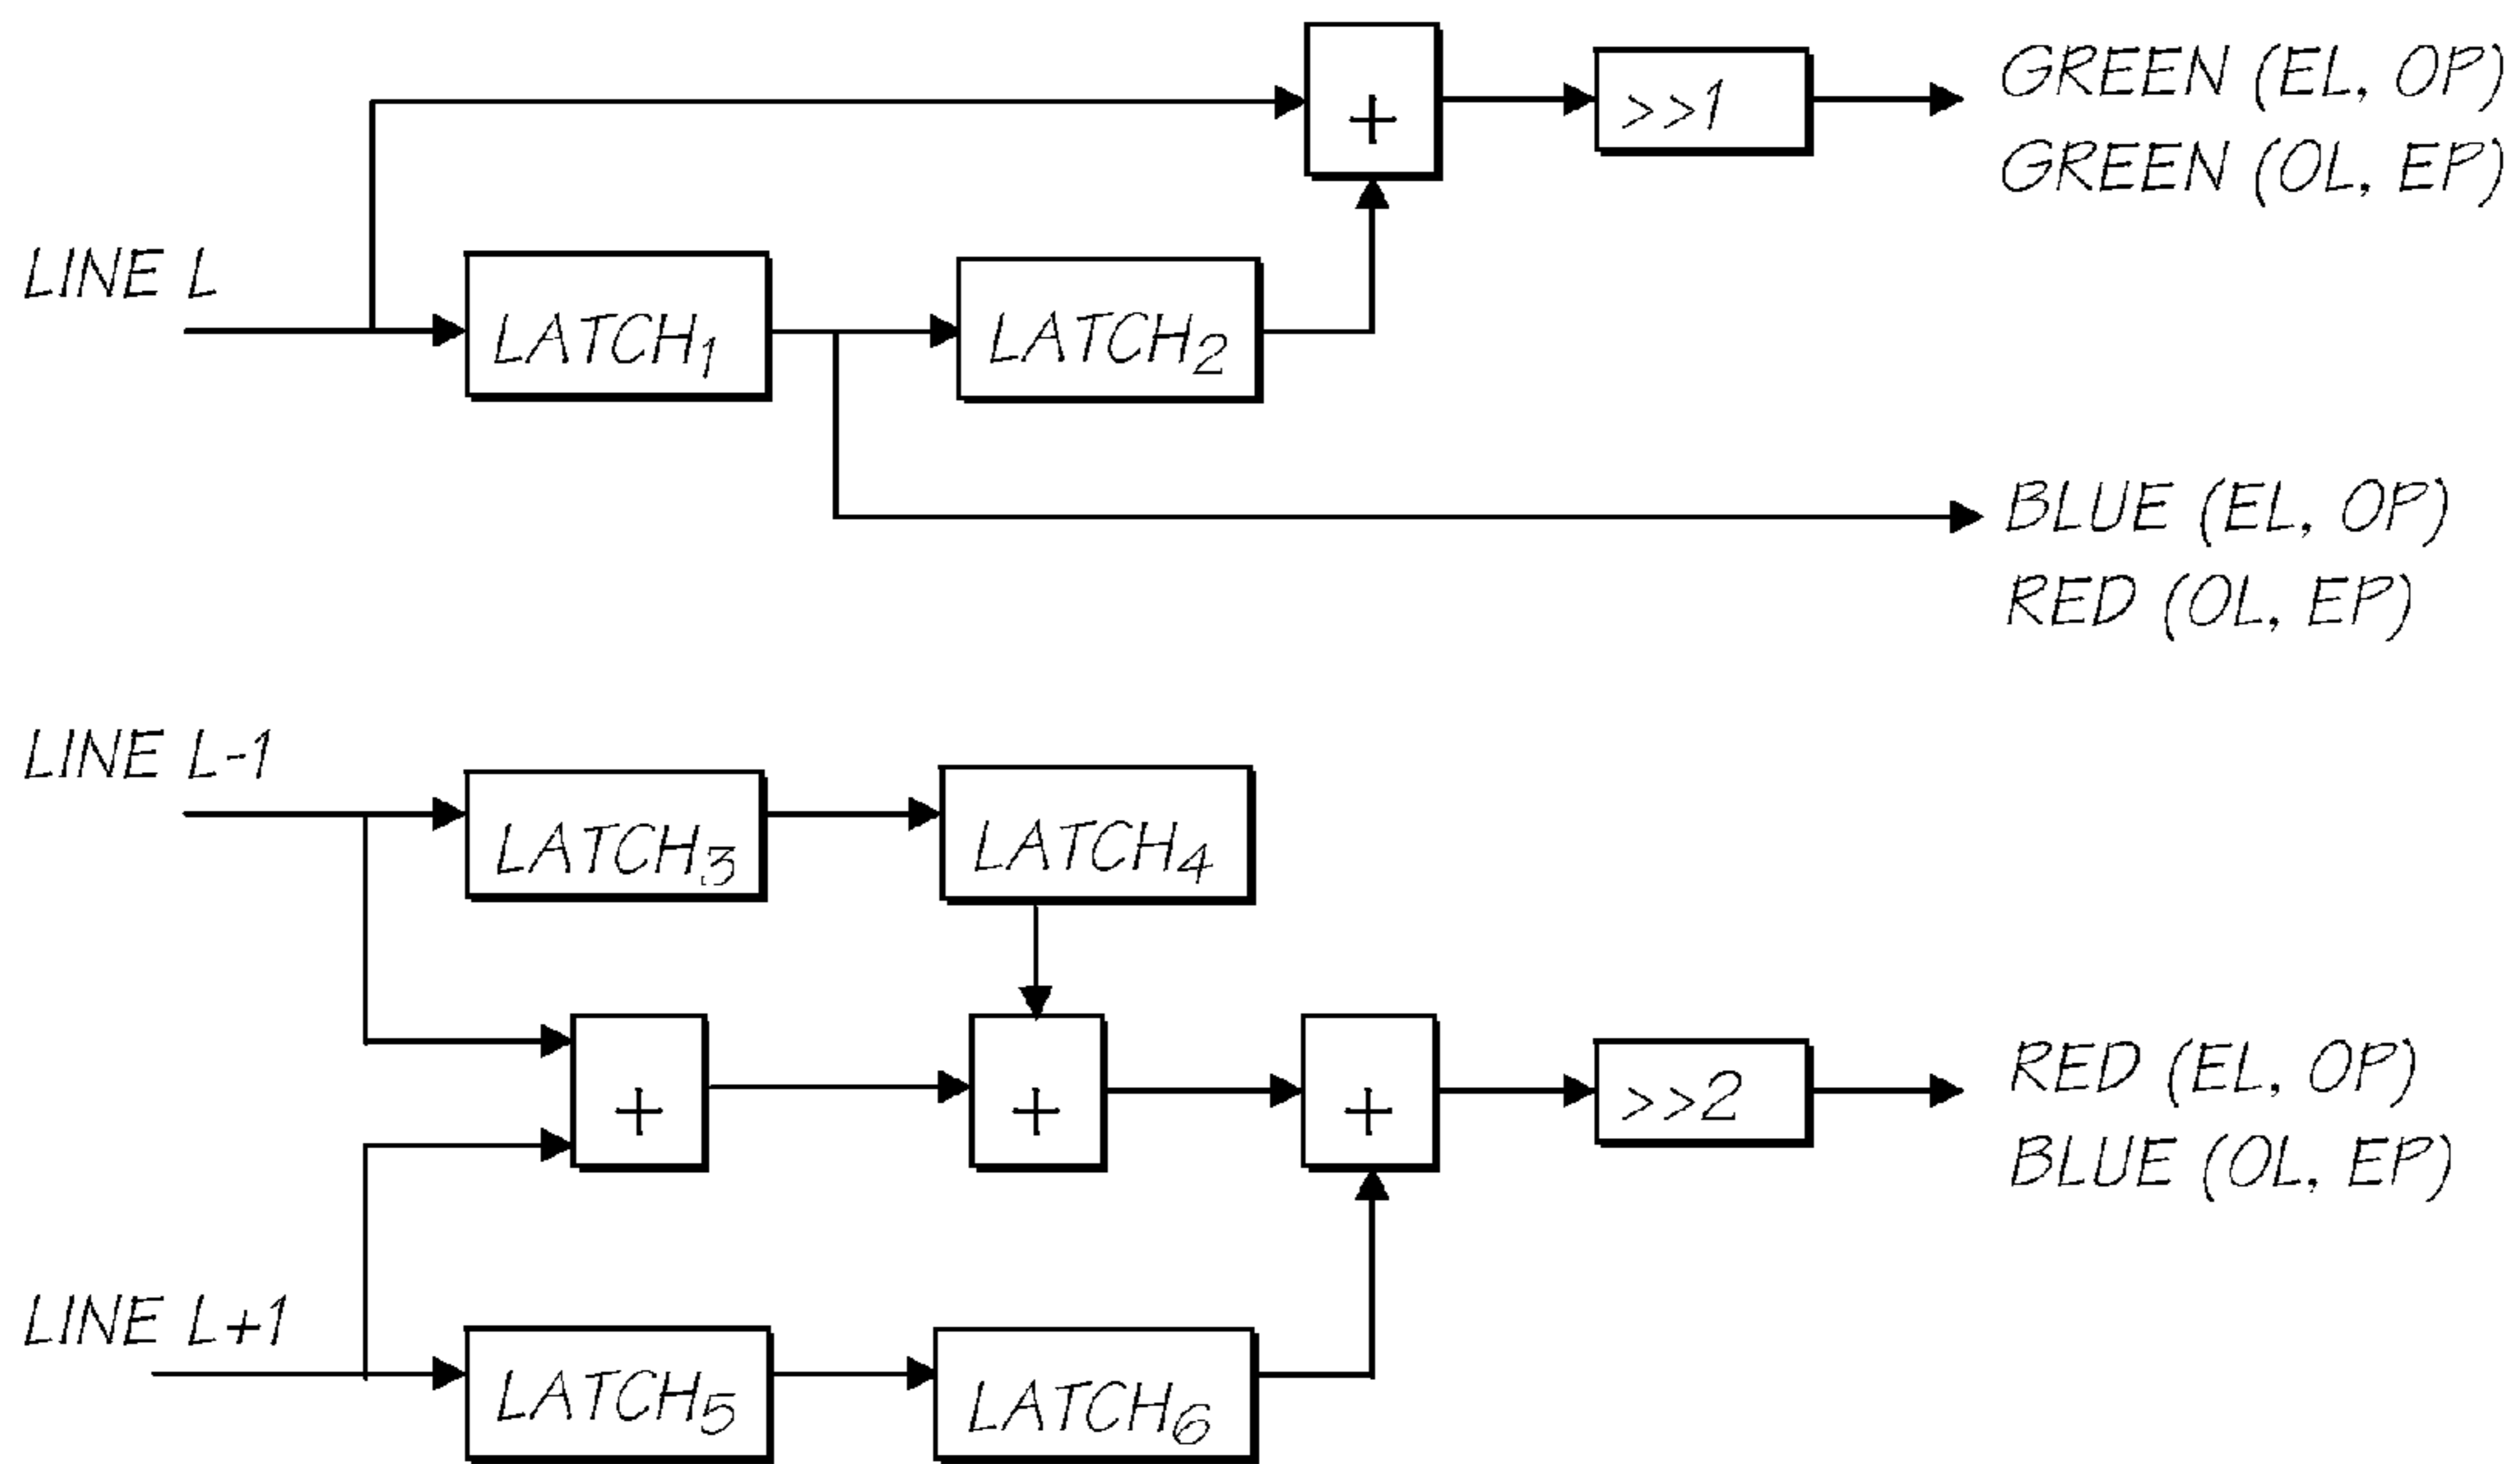 +
>>1
GREEN (EL, OP)
GREEN (OL, EP)
LINE L
LATCH1
LATCH2
BLUE (EL, OP)
RED (OL, EP)
LINE L-1
LATCH3
LATCH4
+
+
+
>>2
RED (EL, OP)
BLUE (OL, EP)
LINE L+1
LATCH5
LATCH6